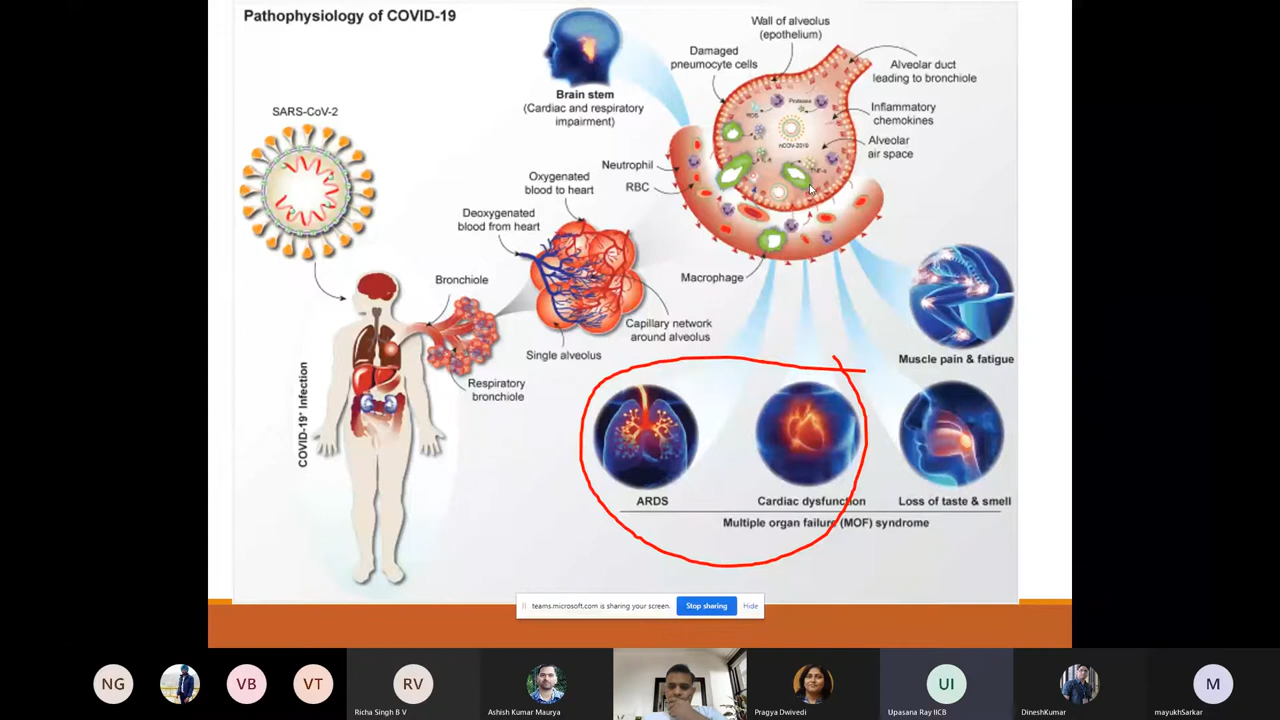 Pathophysiology of COVID-19
Wall of alveolus
(epothelium)
Damaged
pneumocyte cells
Alveolar duct
leading to bronchiole
Brain stem
(Cardiac and respiratory
impairment)
SARS-CoV-2
Inflammatory
chemokines
Protease
ROS
nCOV-2019
Alveolar
air space
Neutrophil
RBC
Oxygenated
blood to heart
Deoxygenated
blood from heart
Macrophage
Bronchiole
Capillary network
around alveolus
Single alveolus
Respiratory
bronchiole
Muscle pain & fatigue
COVID-19⁺ Infection
ARDS
Cardiac dysfunction
Loss of taste & smell
Multiple organ failure (MOF) syndrome
teams.microsoft.com is sharing your screen.
Stop sharing
Hide
NG
VB
VT
RV
UI
M
Richa Singh B V
Ashish Kumar Maurya
Pragya Dwivedi
Upasana Ray IICB
DineshKumar
mayukhSarkar